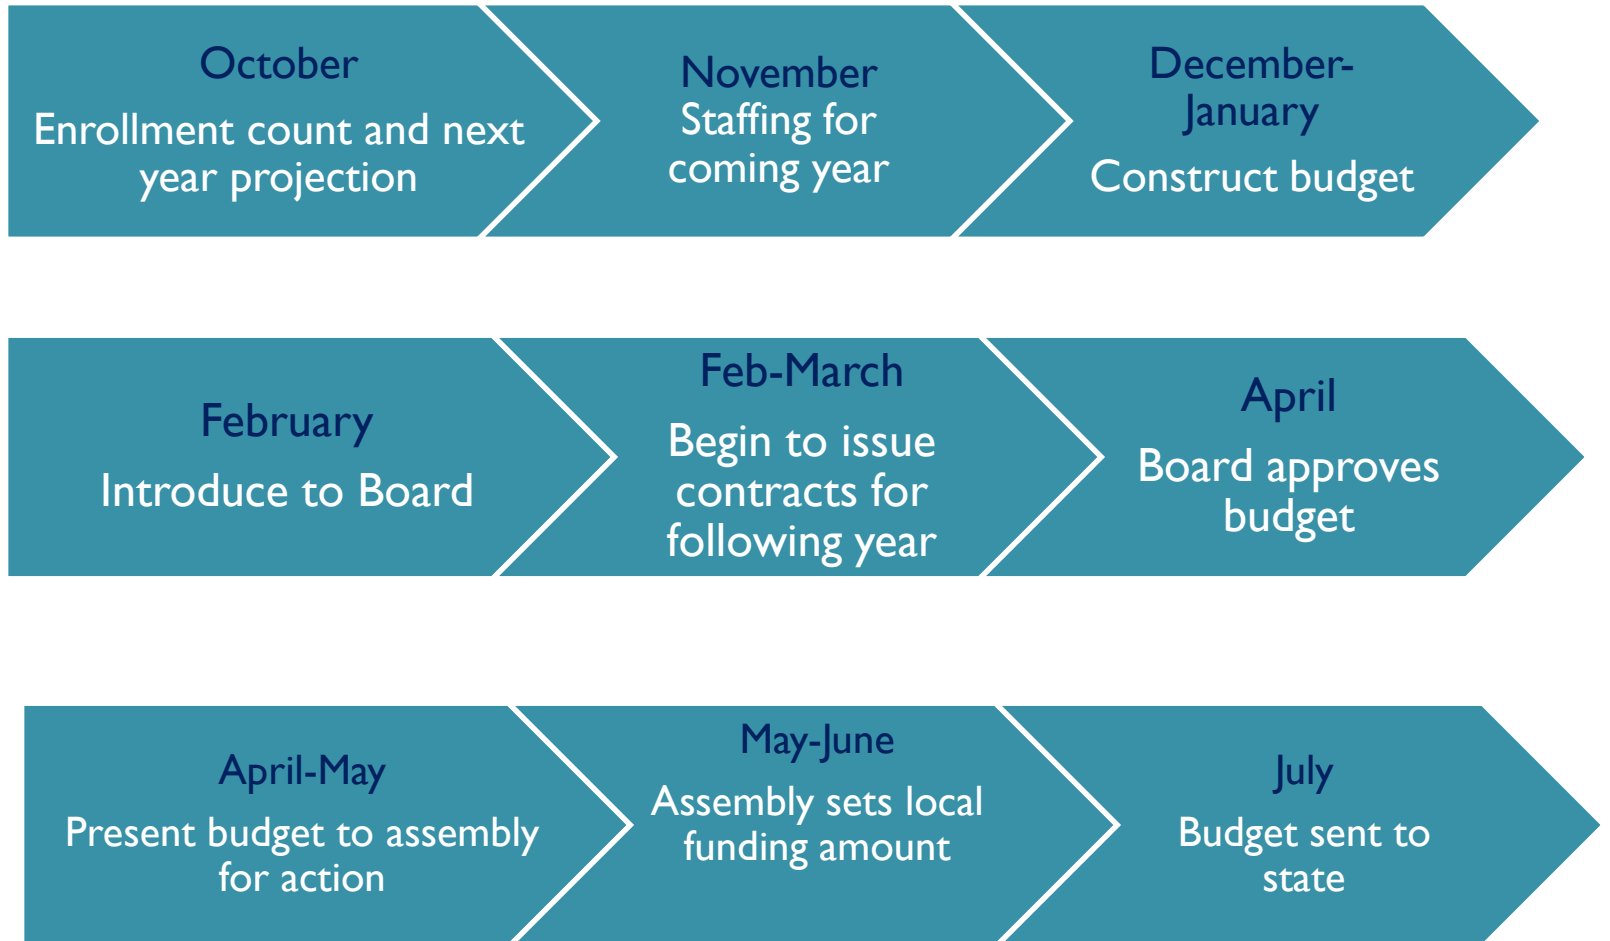 October
Enrollment count and next
year projection
November
Staffing for
coming year
December-
January
Construct budget
February
Introduce to Board
Feb-March
Begin to issue
contracts for
following year
April
Board approves
budget
April-May
Present budget to assembly
for action
May-June
Assembly sets local
funding amount
July
Budget sent to
state